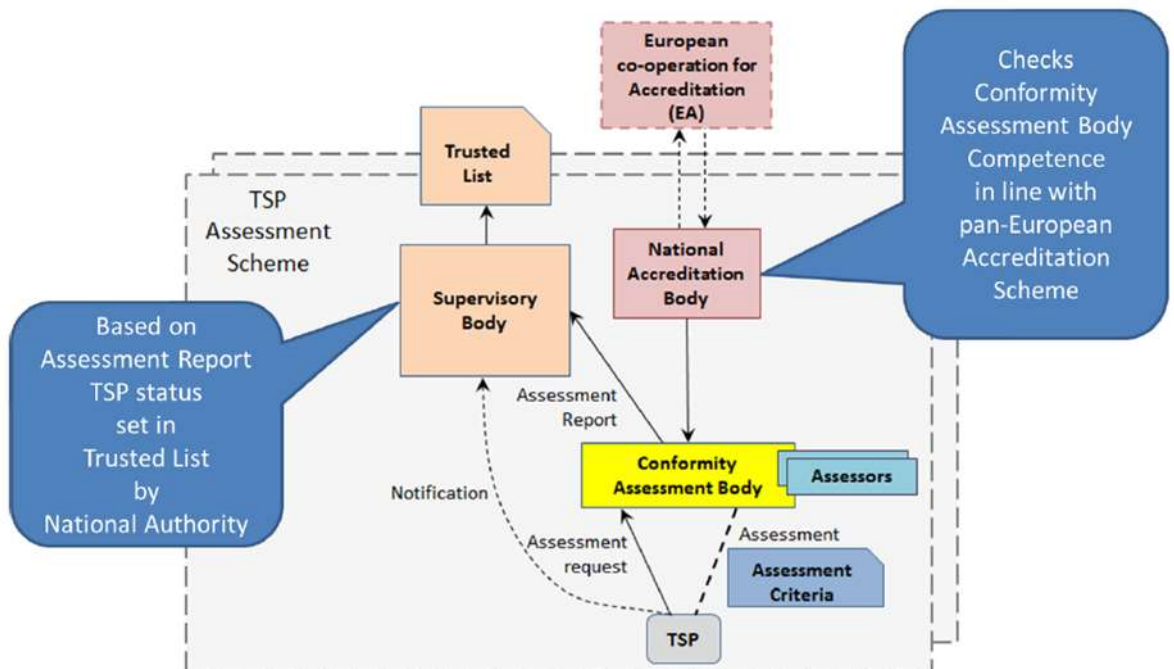 European
co-operation for
Accreditation
(EA)
Checks
Conformity
Assessment Body
Competence
in line with
pan-European
Accreditation
Scheme
Trusted
List
TSP
Assessment
Scheme
National
Accreditation
Body
Supervisory
Body
Based on
Assessment Report
TSP status
set in
Trusted List
by
National Authority
Assessment
Report
Conformity
Assessment Body
Assessors
Notification
Assessment
request
Assessment
Assessment
Criteria
TSP